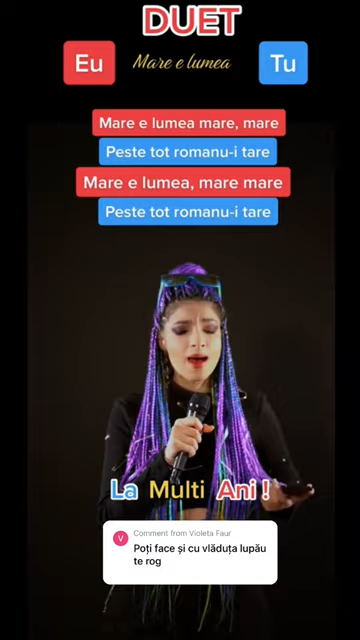 DUET
Eu Mare e lumea Tu
Mare e lumea mare, mare
Peste tot romanu-i tare
Mare e lumea, mare mare
Peste tot romanu-i tare
La Multi Ani !
V
Comment from Violeta Faur
Poți face și cu vlăduța lupău
te rog